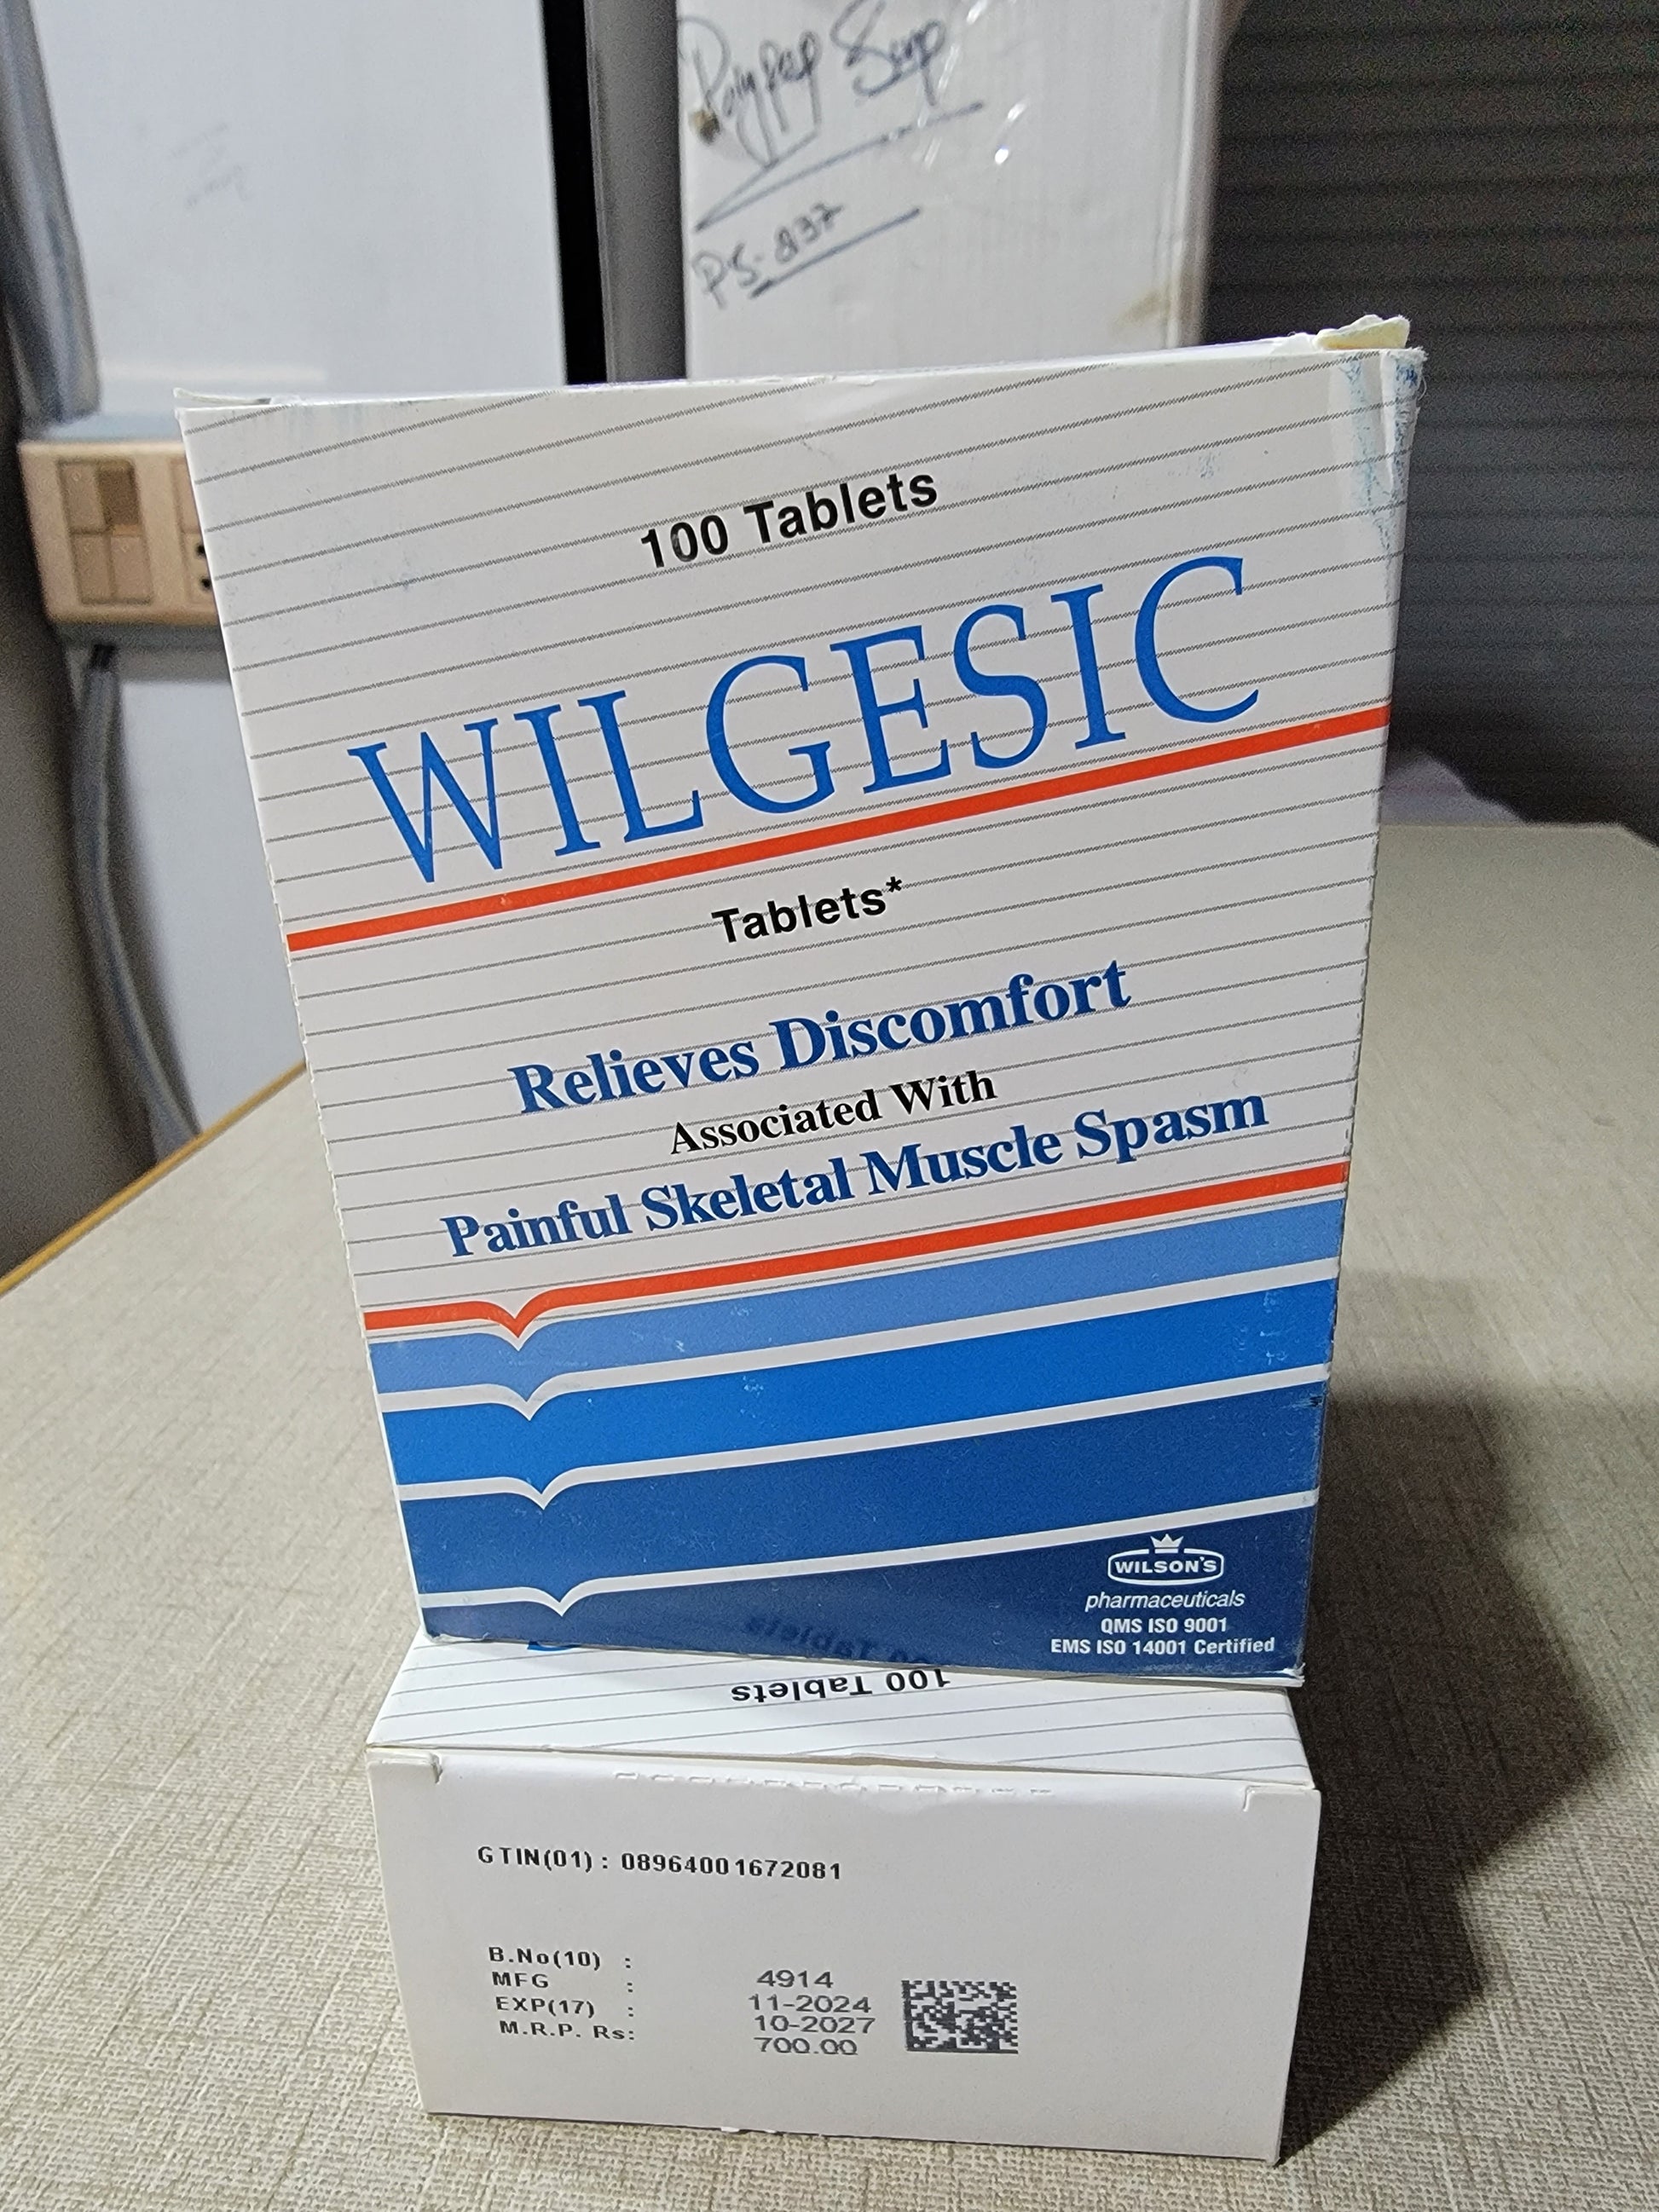 PS-837
100 Tablets
WILGESIC
Tablets*
Relieves Discomfort
Associated With
Painful Skeletal Muscle Spasm
WILSON'S
pharmaceuticals
QMS ISO 9001
EMS ISO 14001 Certified
100 Tablets
GTIN(01) : 08964001672081
B.No(10) : 4914
MFG : 11-2024
EXP(17) : 10-2027
M.R.P. Rs: 700.00